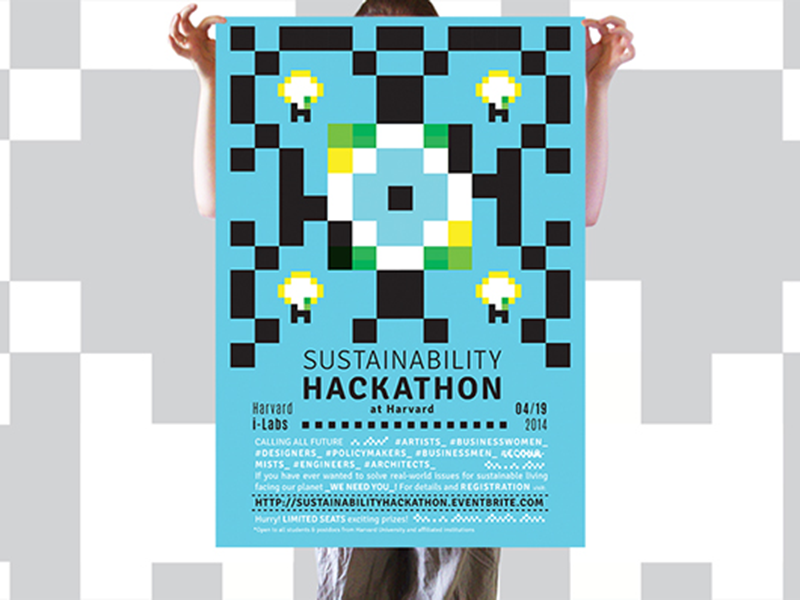 SUSTAINABILITY
HACKATHON
at Harvard
Harvard
i-Labs
04/19
2014
CALLING ALL FUTURE #ARTISTS_ #BUSINESSWOMEN_
#DESIGNERS_ #POLICYMAKERS_ #BUSINESSMEN_ #ECONO-
MISTS_ #ENGINEERS_ #ARCHITECTS_
If you have ever wanted to solve real-world issues for sustainable living
facing our planet _WE NEED YOU_! For details and REGISTRATION visit:
HTTP://SUSTAINABILITYHACKATHON.EVENTBRITE.COM
Hurry! LIMITED SEATS exciting prizes!
*Open to all students & postdocs from Harvard University and affiliated institutions